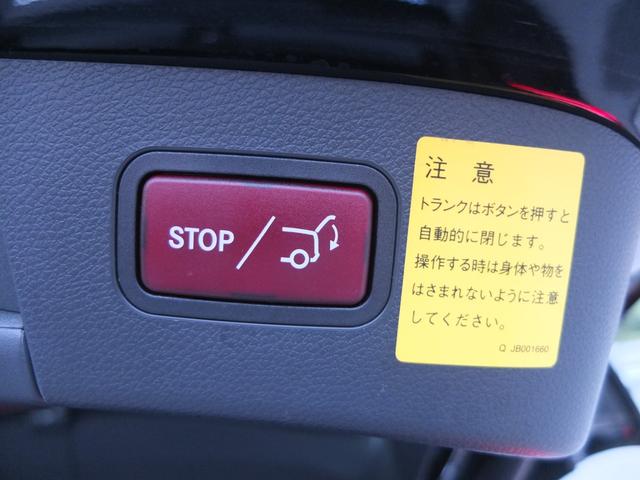 STOP/
注意
トランクはボタンを押すと
自動的に閉じます。
操作する時は身体や物を
はさまれないように注意
してください。
Q JB001660